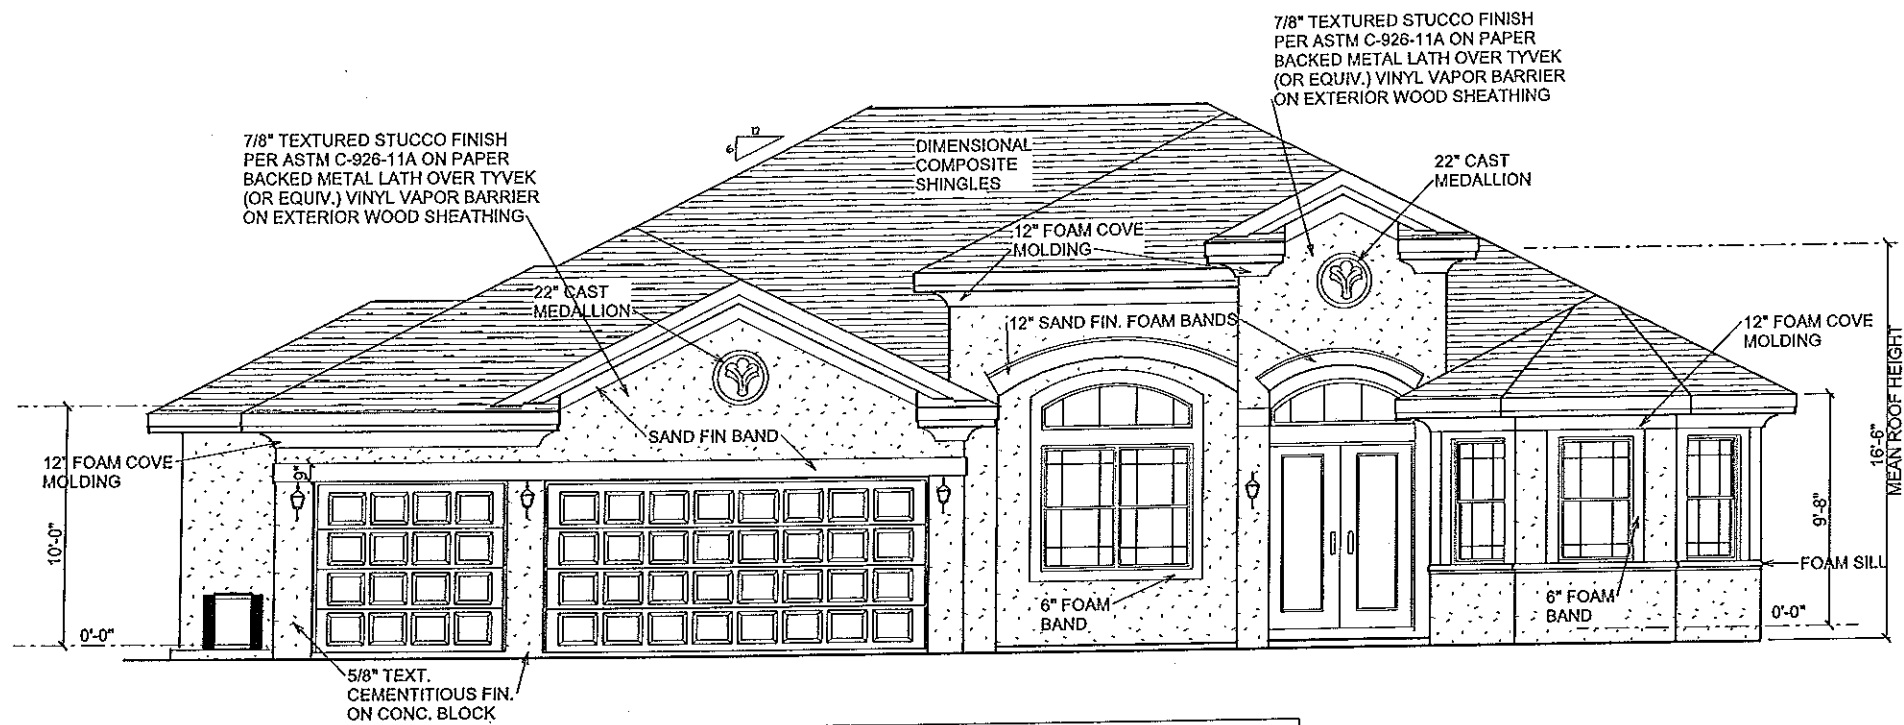 7/8" TEXTURED STUCCO FINISH
PER ASTM C-926-11A ON PAPER
BACKED METAL LATH OVER TYVEK
(OR EQUIV.) VINYL VAPOR BARRIER
ON EXTERIOR WOOD SHEATHING
7/8" TEXTURED STUCCO FINISH
PER ASTM C-926-11A ON PAPER
BACKED METAL LATH OVER TYVEK
(OR EQUIV.) VINYL VAPOR BARRIER
ON EXTERIOR WOOD SHEATHING
12
6
DIMENSIONAL
COMPOSITE
SHINGLES
22" CAST
MEDALLION
12" FOAM COVE
MOLDING
22" CAST
MEDALLION
12" SAND FIN. FOAM BANDS
12" FOAM COVE
MOLDING
SAND FIN BAND
12" FOAM COVE
MOLDING
9"
10'-0"
0'-0"
16'-6"
MEAN ROOF HEIGHT
9'-8"
FOAM SILL
6" FOAM
BAND
6" FOAM
BAND
0'-0"
5/8" TEXT.
CEMENTITIOUS FIN.
ON CONC. BLOCK